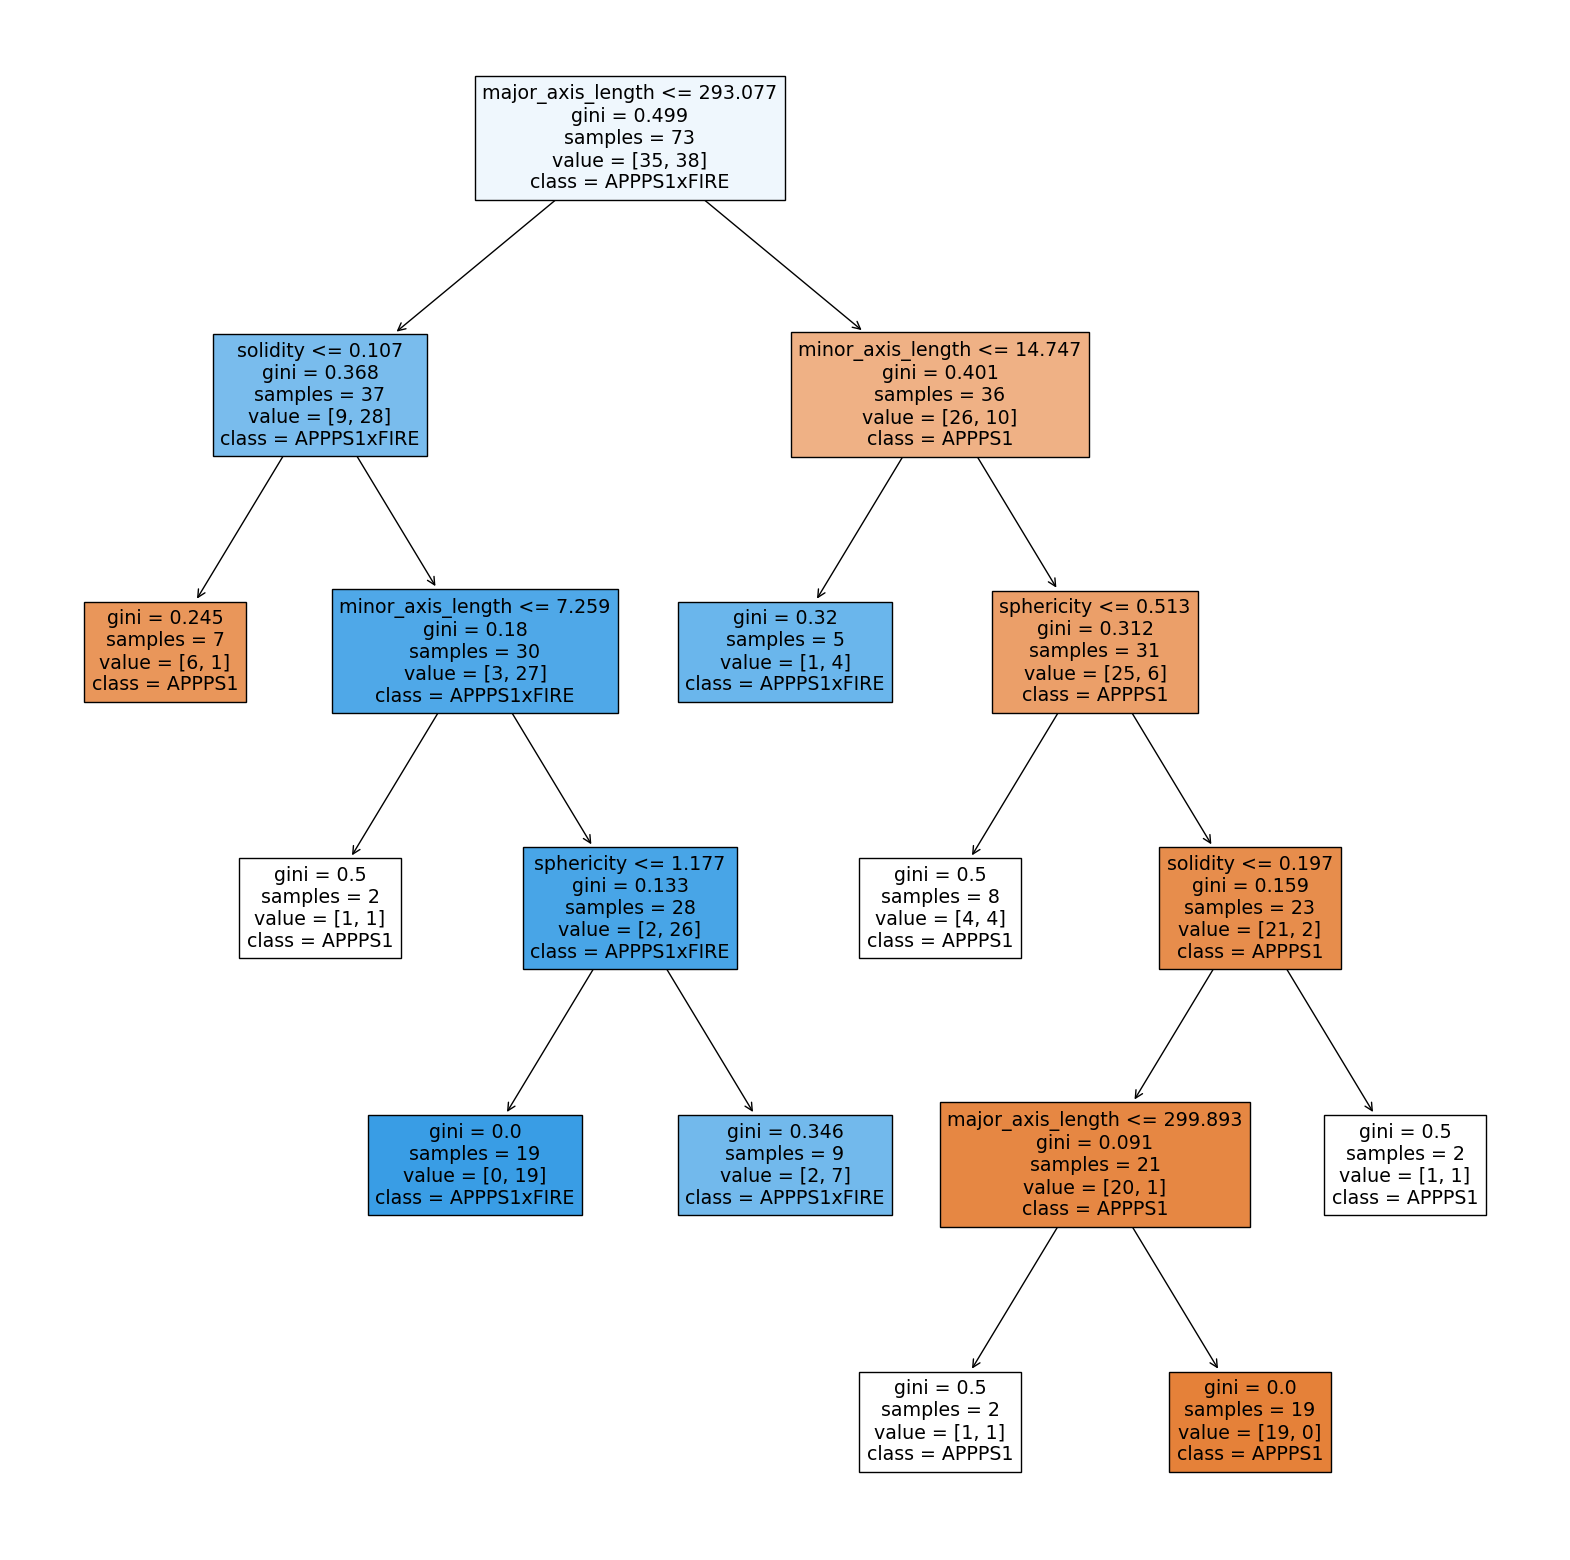 major_axis_length <= 293.077
gini = 0.499
samples = 73
value = [35, 38]
class = APPPS1xFIRE
solidity <= 0.107
gini = 0.368
samples = 37
value = [9, 28]
class = APPPS1xFIRE
minor_axis_length <= 14.747
gini = 0.401
samples = 36
value = [26, 10]
class = APPPS1
gini = 0.245
samples = 7
value = [6, 1]
class = APPPS1
minor_axis_length <= 7.259
gini = 0.18
samples = 30
value = [3, 27]
class = APPPS1xFIRE
gini = 0.32
samples = 5
value = [1, 4]
class = APPPS1xFIRE
sphericity <= 0.513
gini = 0.312
samples = 31
value = [25, 6]
class = APPPS1
gini = 0.5
samples = 2
value = [1, 1]
class = APPPS1
sphericity <= 1.177
gini = 0.133
samples = 28
value = [2, 26]
class = APPPS1xFIRE
gini = 0.5
samples = 8
value = [4, 4]
class = APPPS1
solidity <= 0.197
gini = 0.159
samples = 23
value = [21, 2]
class = APPPS1
gini = 0.0
samples = 19
value = [0, 19]
class = APPPS1xFIRE
gini = 0.346
samples = 9
value = [2, 7]
class = APPPS1xFIRE
major_axis_length <= 299.893
gini = 0.091
samples = 21
value = [20, 1]
class = APPPS1
gini = 0.5
samples = 2
value = [1, 1]
class = APPPS1
gini = 0.5
samples = 2
value = [1, 1]
class = APPPS1
gini = 0.0
samples = 19
value = [19, 0]
class = APPPS1